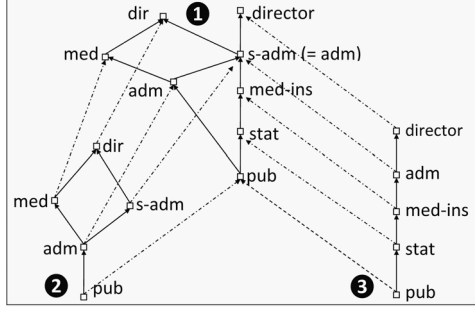 dir
1
director
med
s-adm (= adm)
adm
med-ins
stat
dir
director
pub
adm
med
s-adm
med-ins
adm
stat
2
pub
3
pub